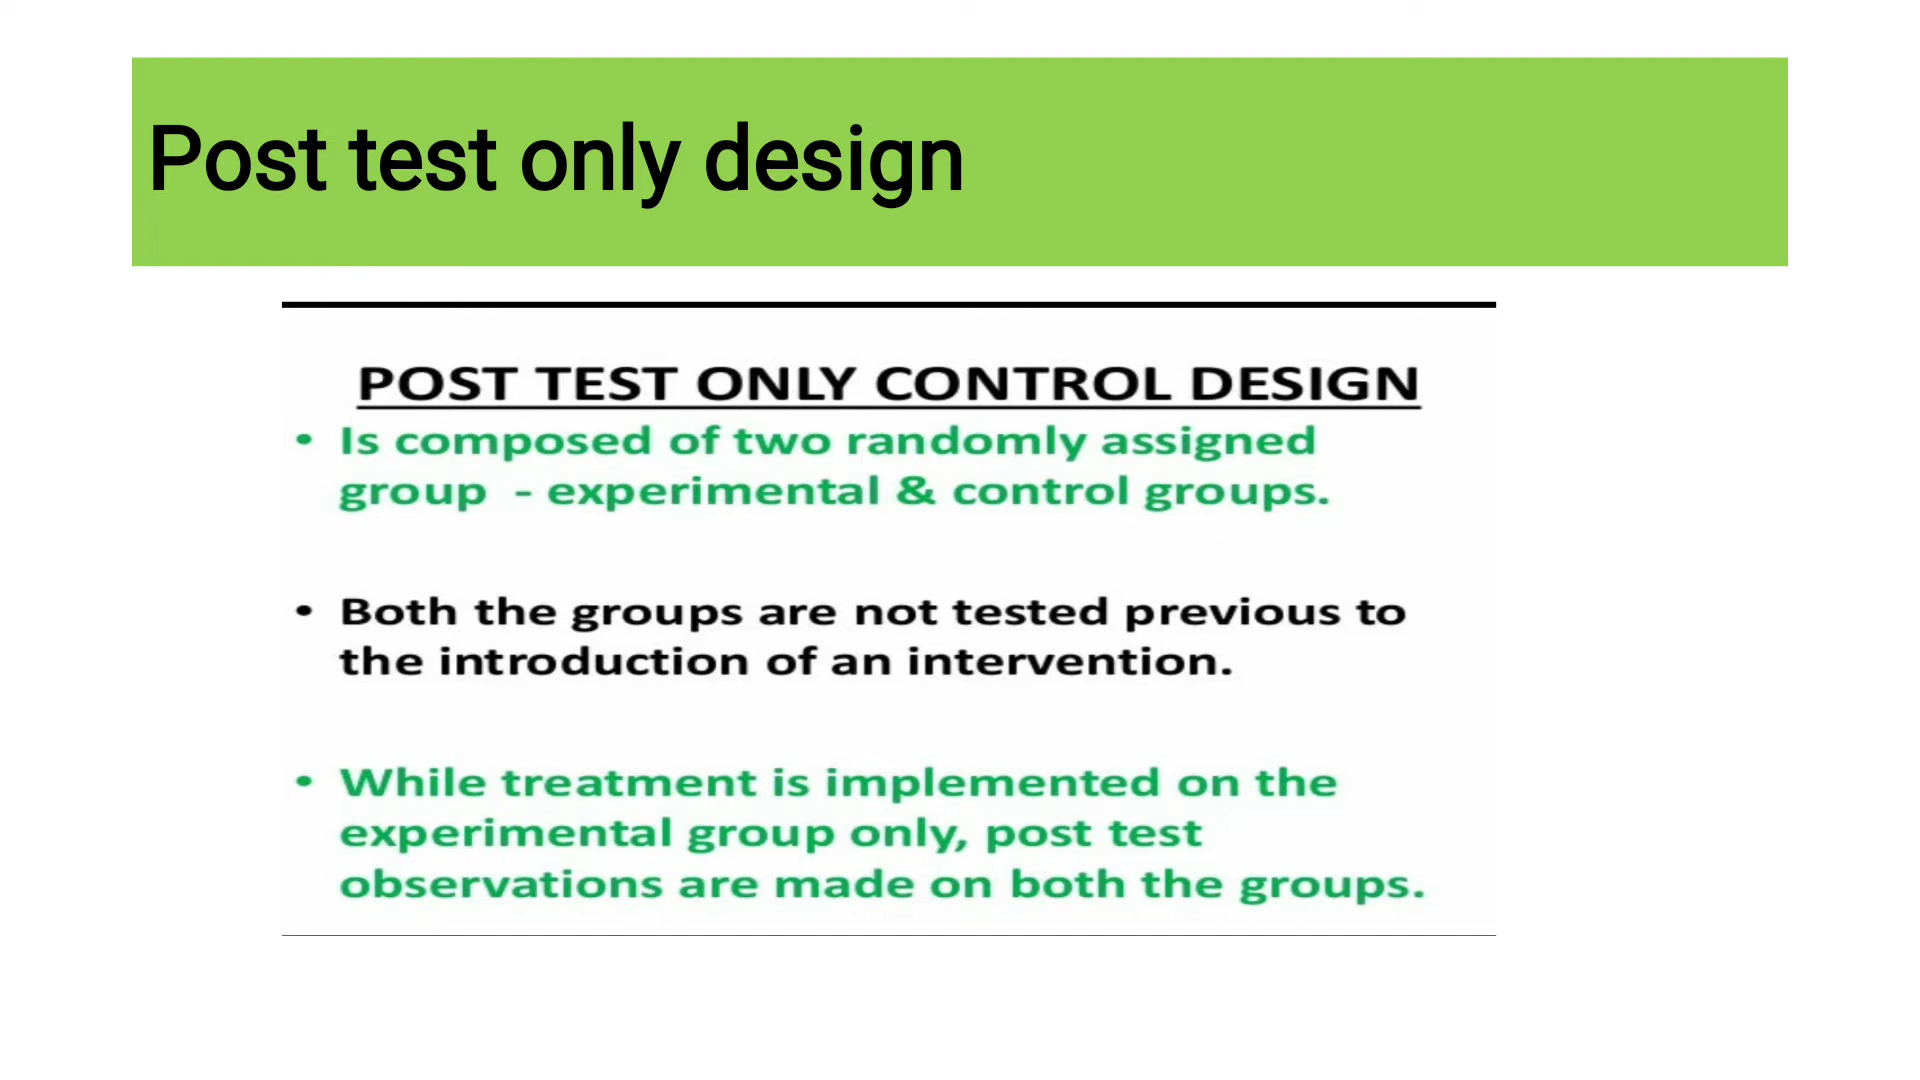 Post test only design
POST TEST ONLY CONTROL DESIGN
• Is composed of two randomly assigned
group - experimental & control groups.
• Both the groups are not tested previous to
the introduction of an intervention.
• While treatment is implemented on the
experimental group only, post test
observations are made on both the groups.